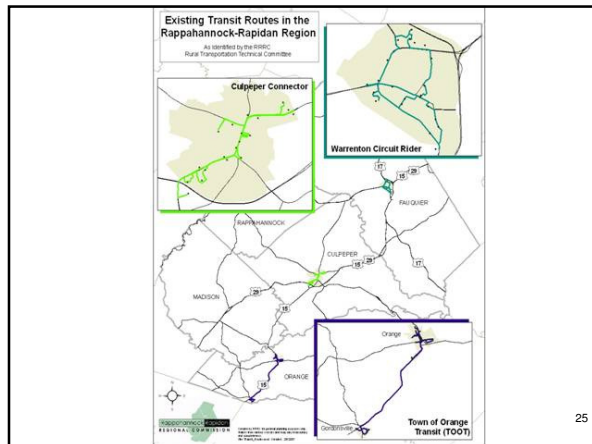 Existing Transit Routes in the
Rappahannock-Rapidan Region
As Identified by the RRRC
Rural Transportation Technical Committee
Culpeper Connector
Warrenton Circuit Rider
17
15
29
FAUQUIER
RAPPAHANNOCK
CULPEPER
15
29
17
MADISON
29
15
ORANGE
15
Orange
Gordonsville
Town of Orange
Transit (TOOT)
Rappahannock Rapidan
REGIONAL COMMISSION
25